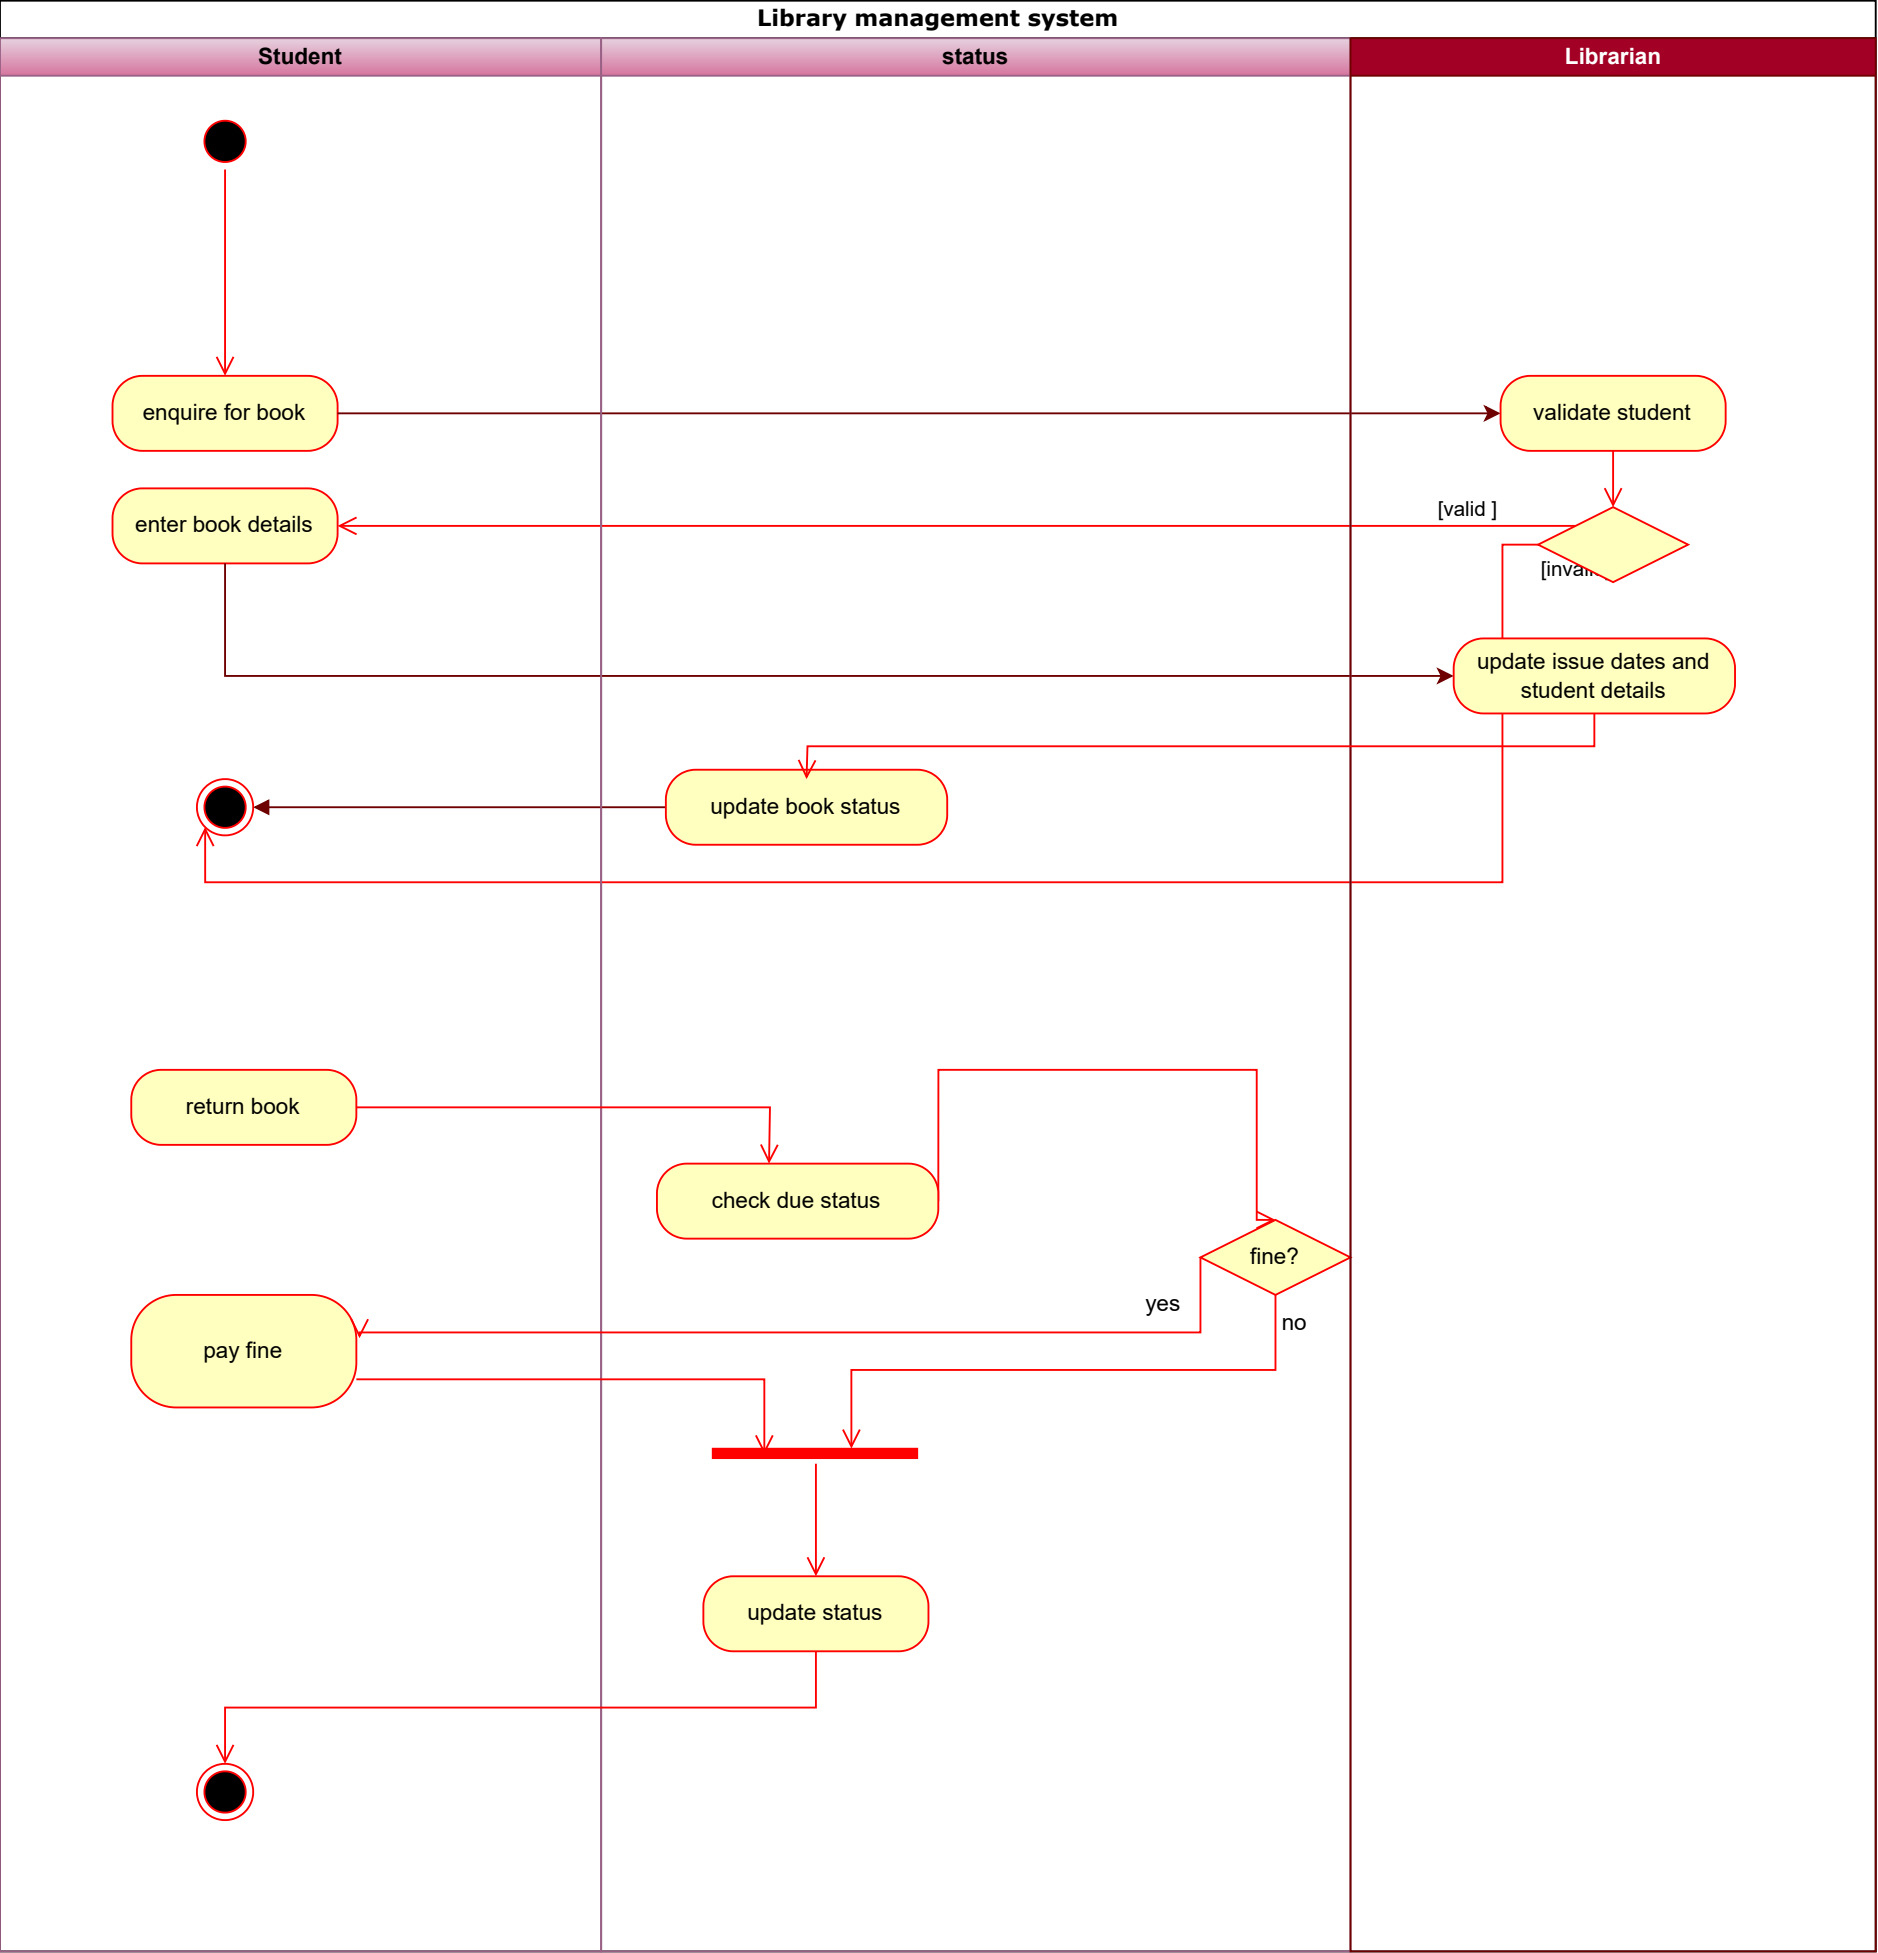 Library management system
Student
status
Librarian
enquire for book
validate student
[valid ]
enter book details
update issue dates and
student details
update book status
return book
check due status
fine?
yes
no
pay fine
update status